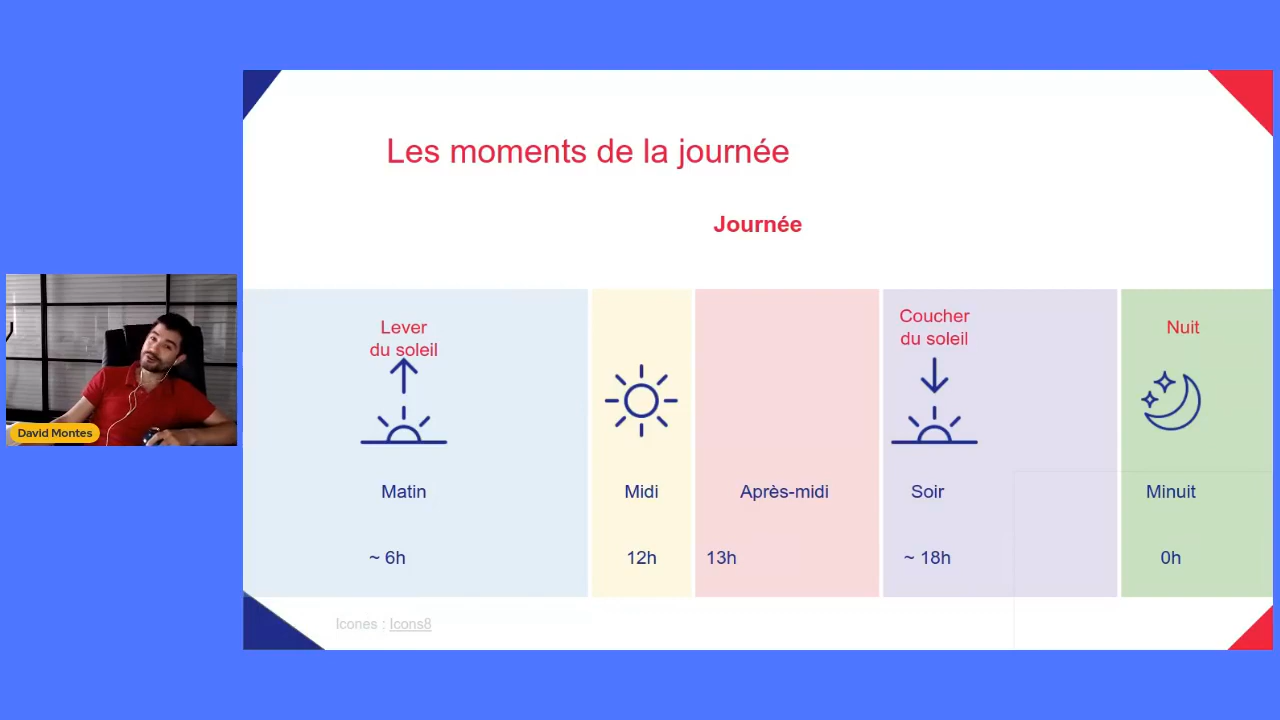 Les moments de la journée
Journée
Lever
du soleil
Coucher
du soleil
Nuit
Matin
Midi
Après-midi
Soir
Minuit
~ 6h
12h
13h
~ 18h
0h
David Montes
Icones : Icons8